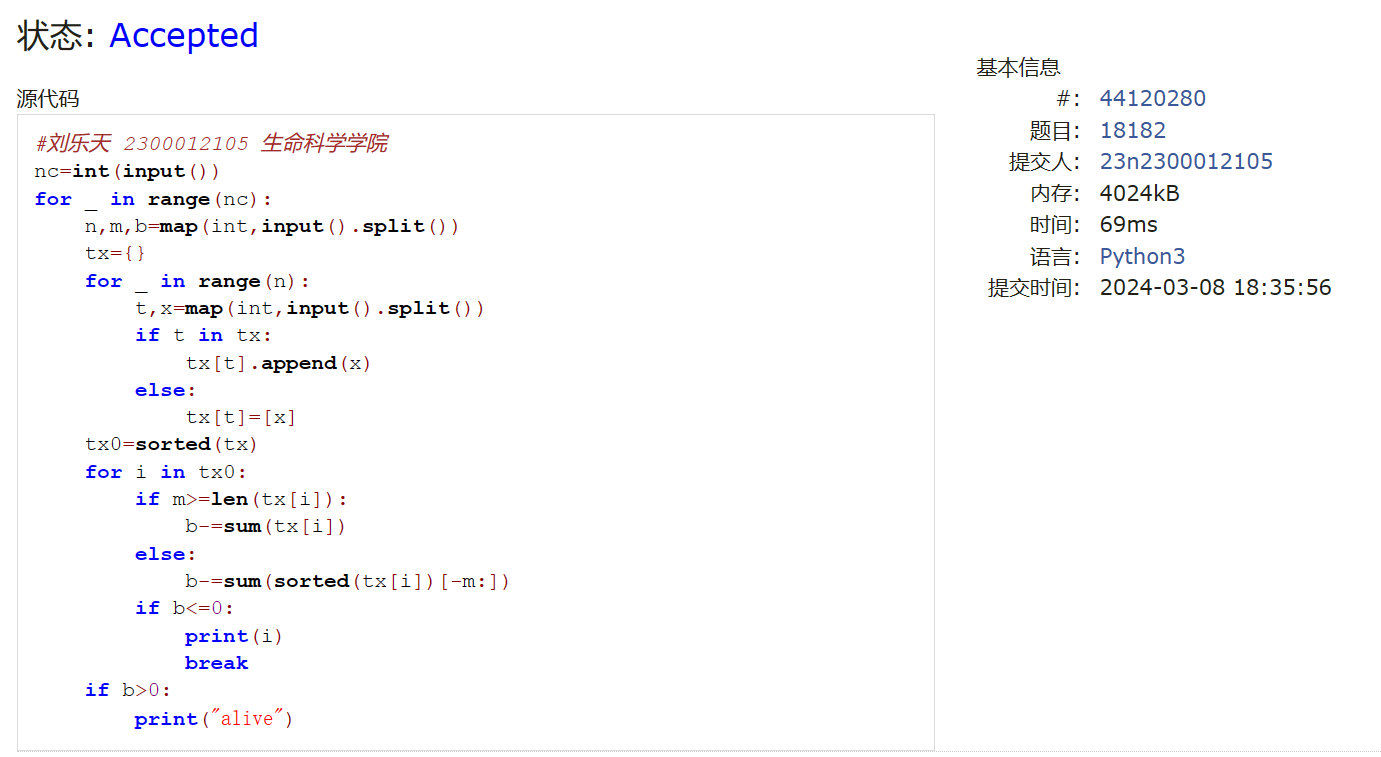 状态: Accepted
源代码
#刘乐天 2300012105 生命科学学院
nc=int(input())
for _ in range(nc):
    n,m,b=map(int,input().split())
    tx={}
    for _ in range(n):
        t,x=map(int,input().split())
        if t in tx:
            tx[t].append(x)
        else:
            tx[t]=[x]
    tx0=sorted(tx)
    for i in tx0:
        if m>=len(tx[i]):
            b-=sum(tx[i])
        else:
            b-=sum(sorted(tx[i])[-m:])
        if b<=0:
            print(i)
            break
    if b>0:
        print("alive")
基本信息
#: 44120280
题目: 18182
提交人: 23n2300012105
内存: 4024kB
时间: 69ms
语言: Python3
提交时间: 2024-03-08 18:35:56